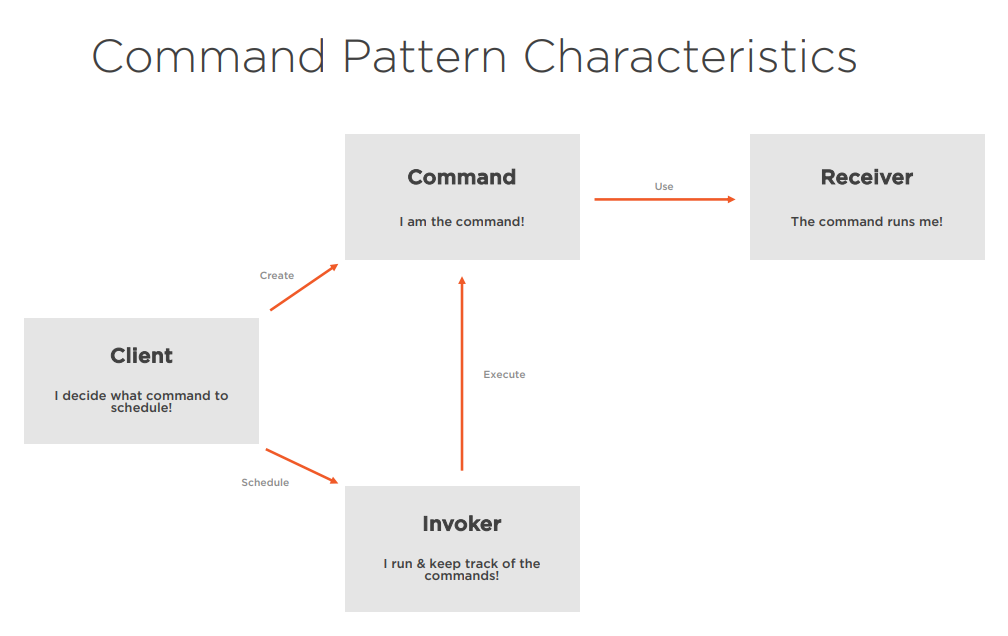 Command Pattern Characteristics
Command
I am the command!
Use
Receiver
The command runs me!
Create
Client
I decide what command to
schedule!
Execute
Schedule
Invoker
I run & keep track of the
commands!